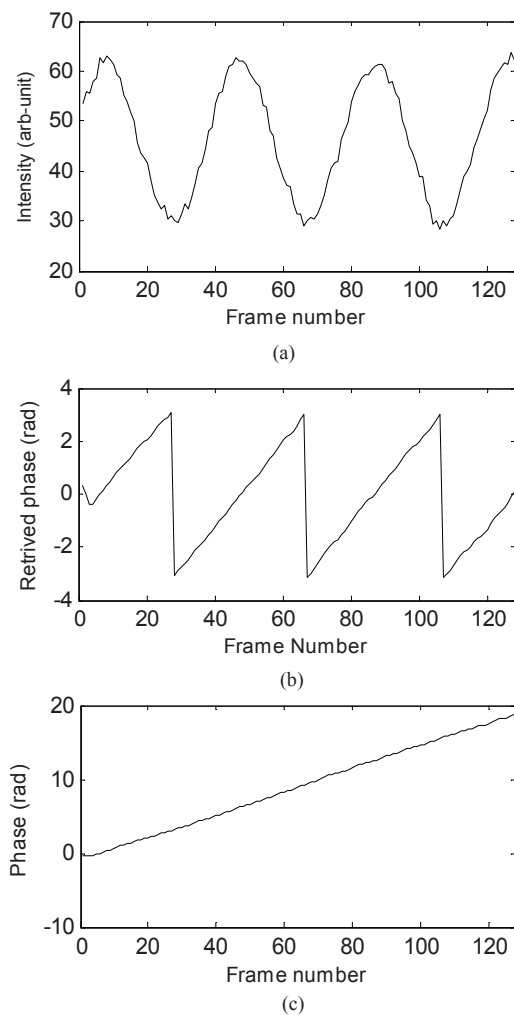 70
60
50
40
30
20
Intensity (arb-unit)
0 20 40 60 80 100 120
Frame number
(a)
4
2
0
-2
-4
Retrived phase (rad)
0 20 40 60 80 100 120
Frame Number
(b)
20
10
0
-10
Phase (rad)
0 20 40 60 80 100 120
Frame number
(c)